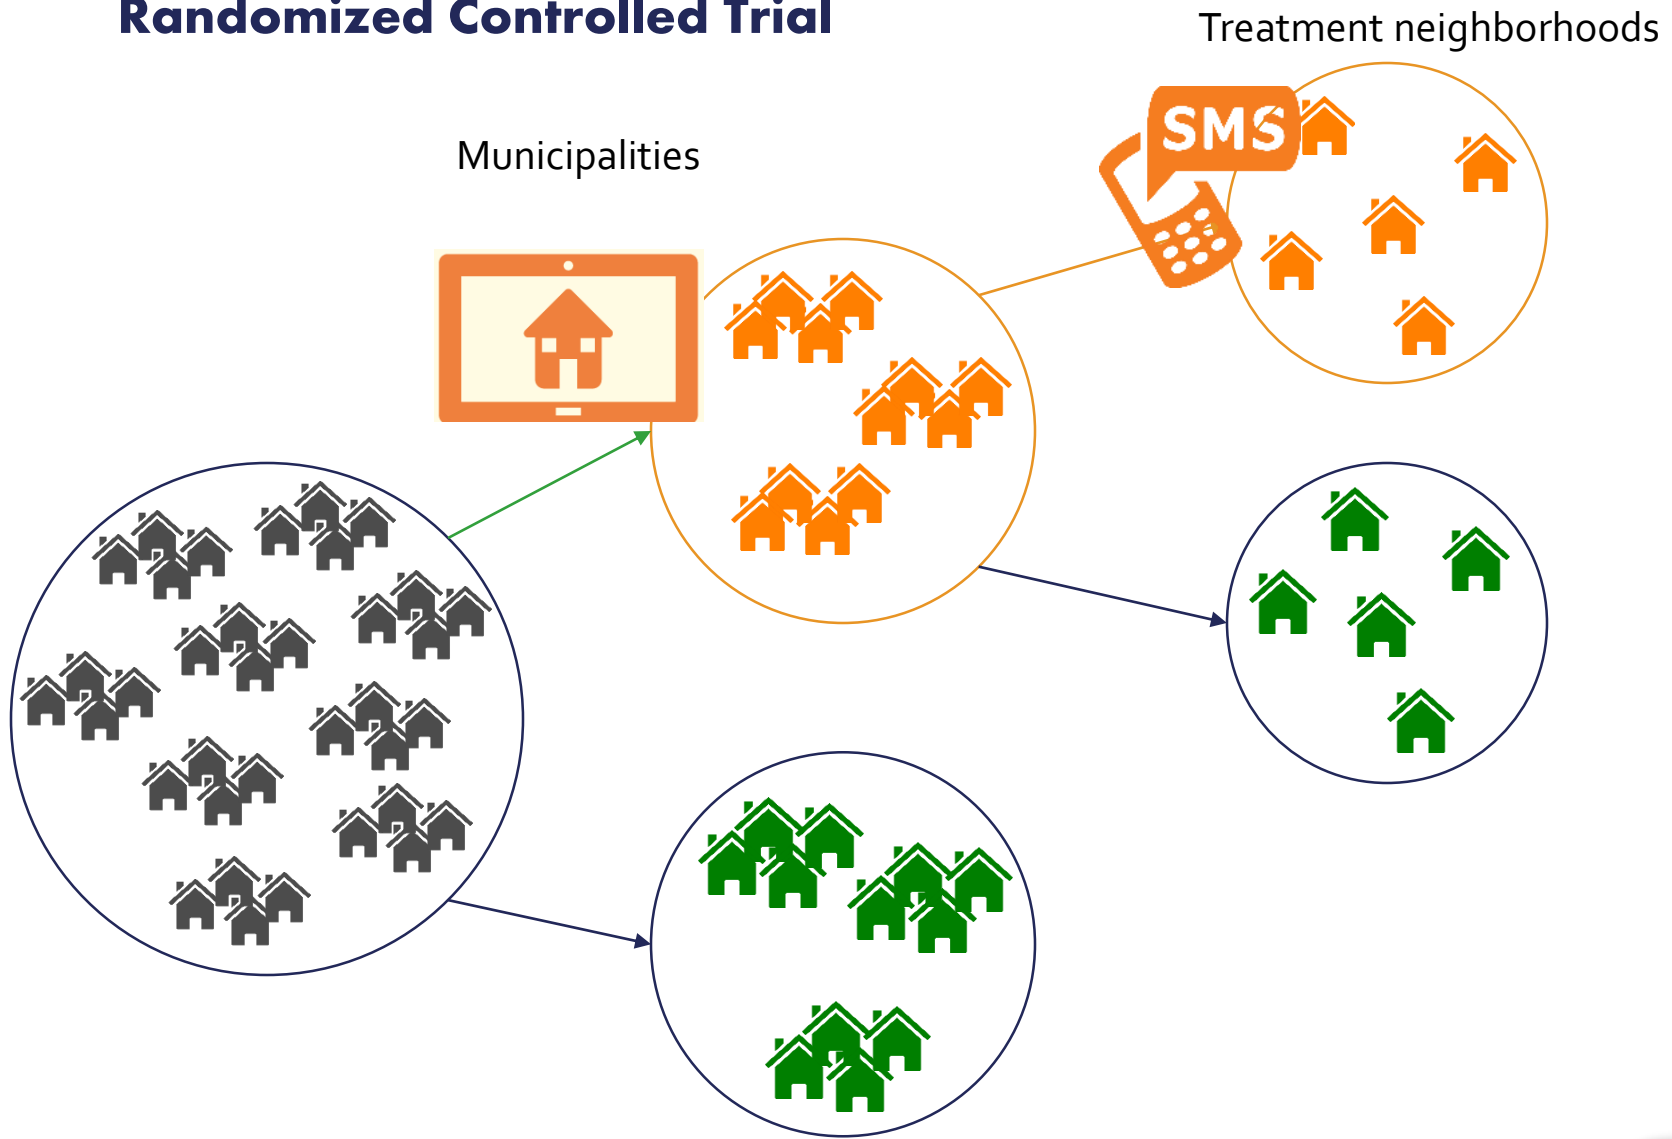 Randomized Controlled Trial
Treatment neighborhoods
Municipalities
SMS